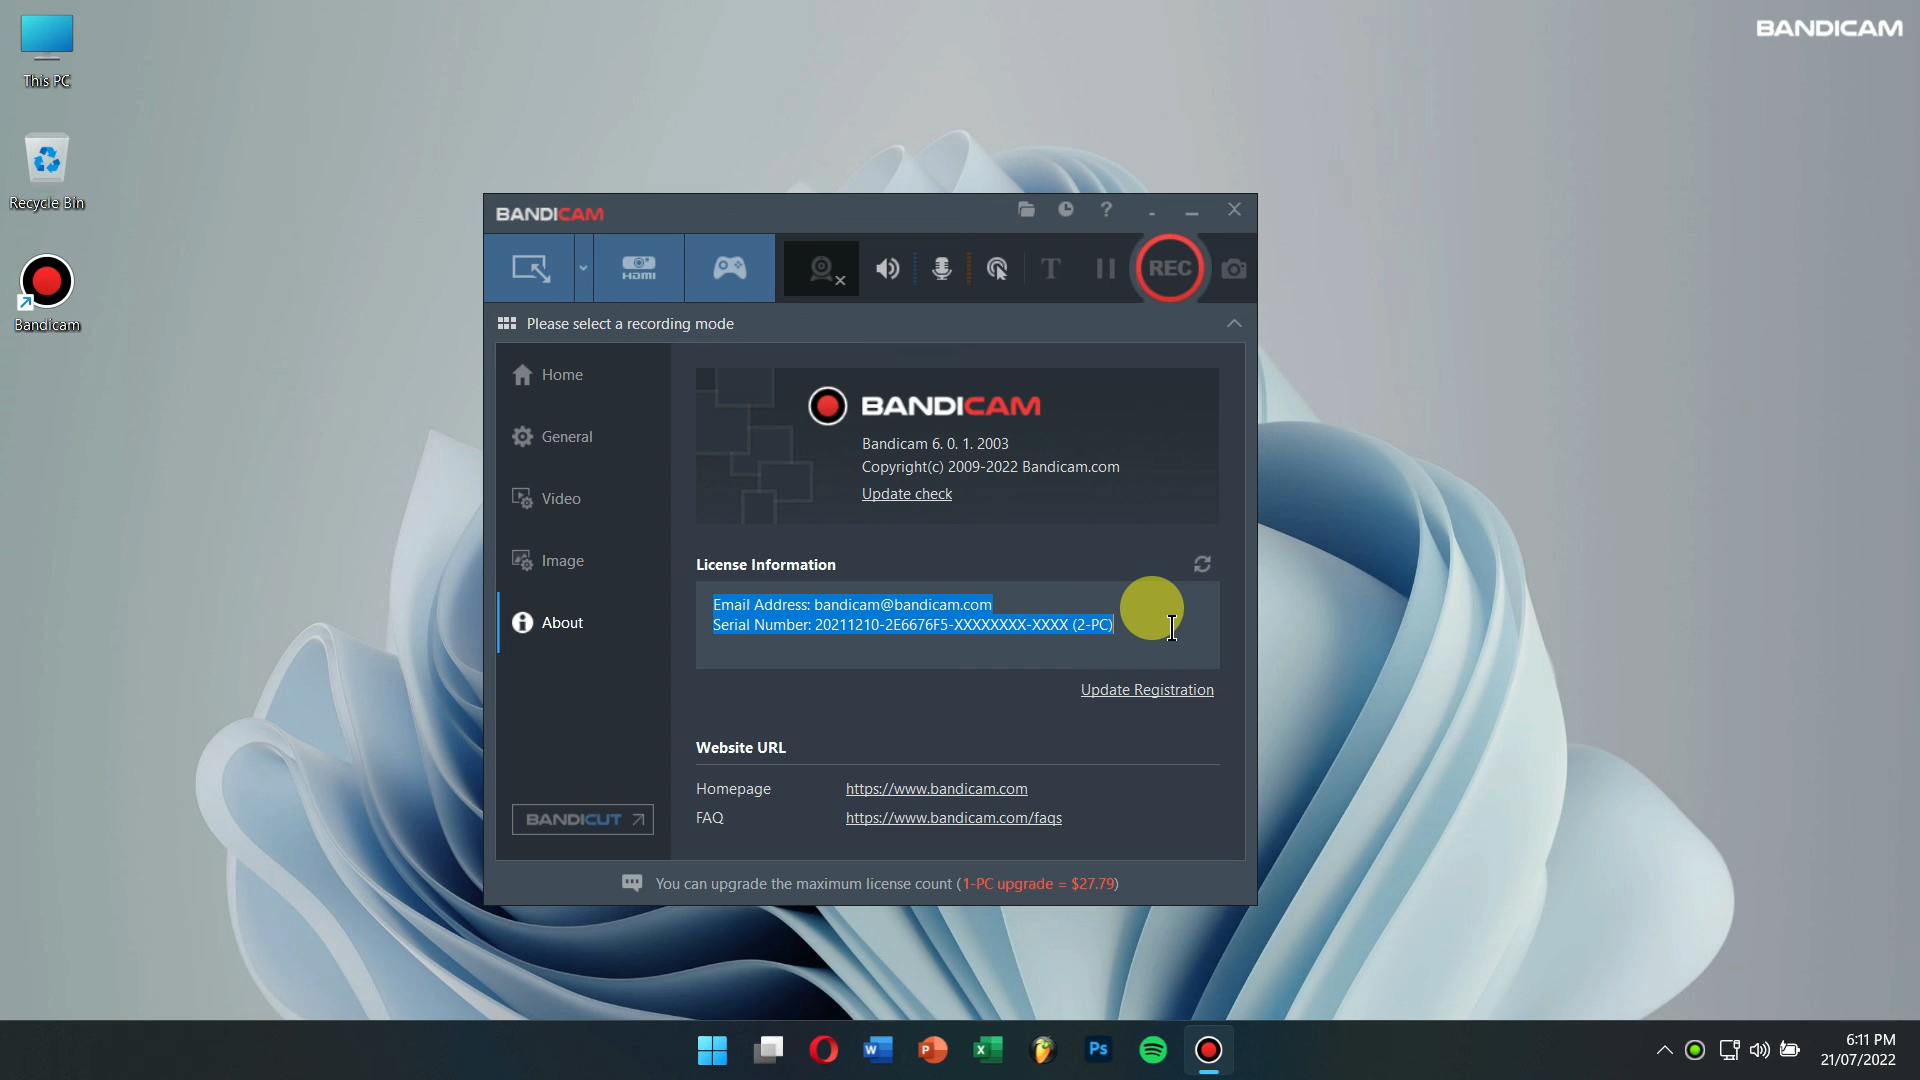 This PC
Recycle Bin
Bandicam
BANDICAM
BANDICAM
?
HDMI
T
REC
Please select a recording mode
Home
General
Video
Image
About
BANDICUT
BANDICAM
Bandicam 6. 0. 1. 2003
Copyright(c) 2009-2022 Bandicam.com
Update check
License Information
Email Address: bandicam@bandicam.com
Serial Number: 20211210-2E6676F5-XXXXXXXX-XXXX (2-PC)
Update Registration
Website URL
Homepage https://www.bandicam.com
FAQ https://www.bandicam.com/faqs
You can upgrade the maximum license count (1-PC upgrade = $27.79)
W
P
X
Ps
6:11 PM
21/07/2022